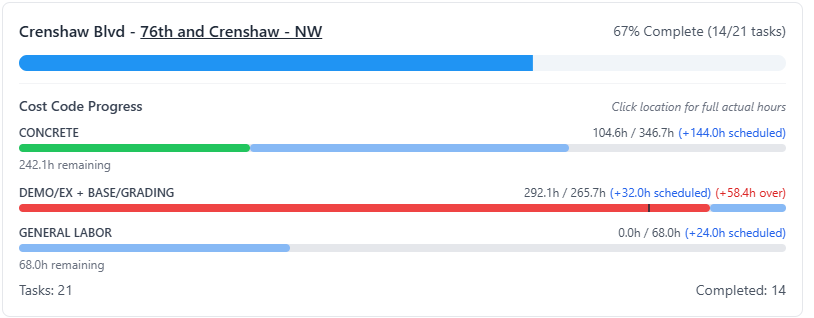 Crenshaw Blvd - 76th and Crenshaw - NW 67% Complete (14/21 tasks)
Cost Code Progress Click location for full actual hours
CONCRETE 104.6h / 346.7h (+144.0h scheduled)
242.1h remaining
DEMO/EX + BASE/GRADING 292.1h / 265.7h (+32.0h scheduled) (+58.4h over)
GENERAL LABOR 0.0h / 68.0h (+24.0h scheduled)
68.0h remaining
Tasks: 21 Completed: 14